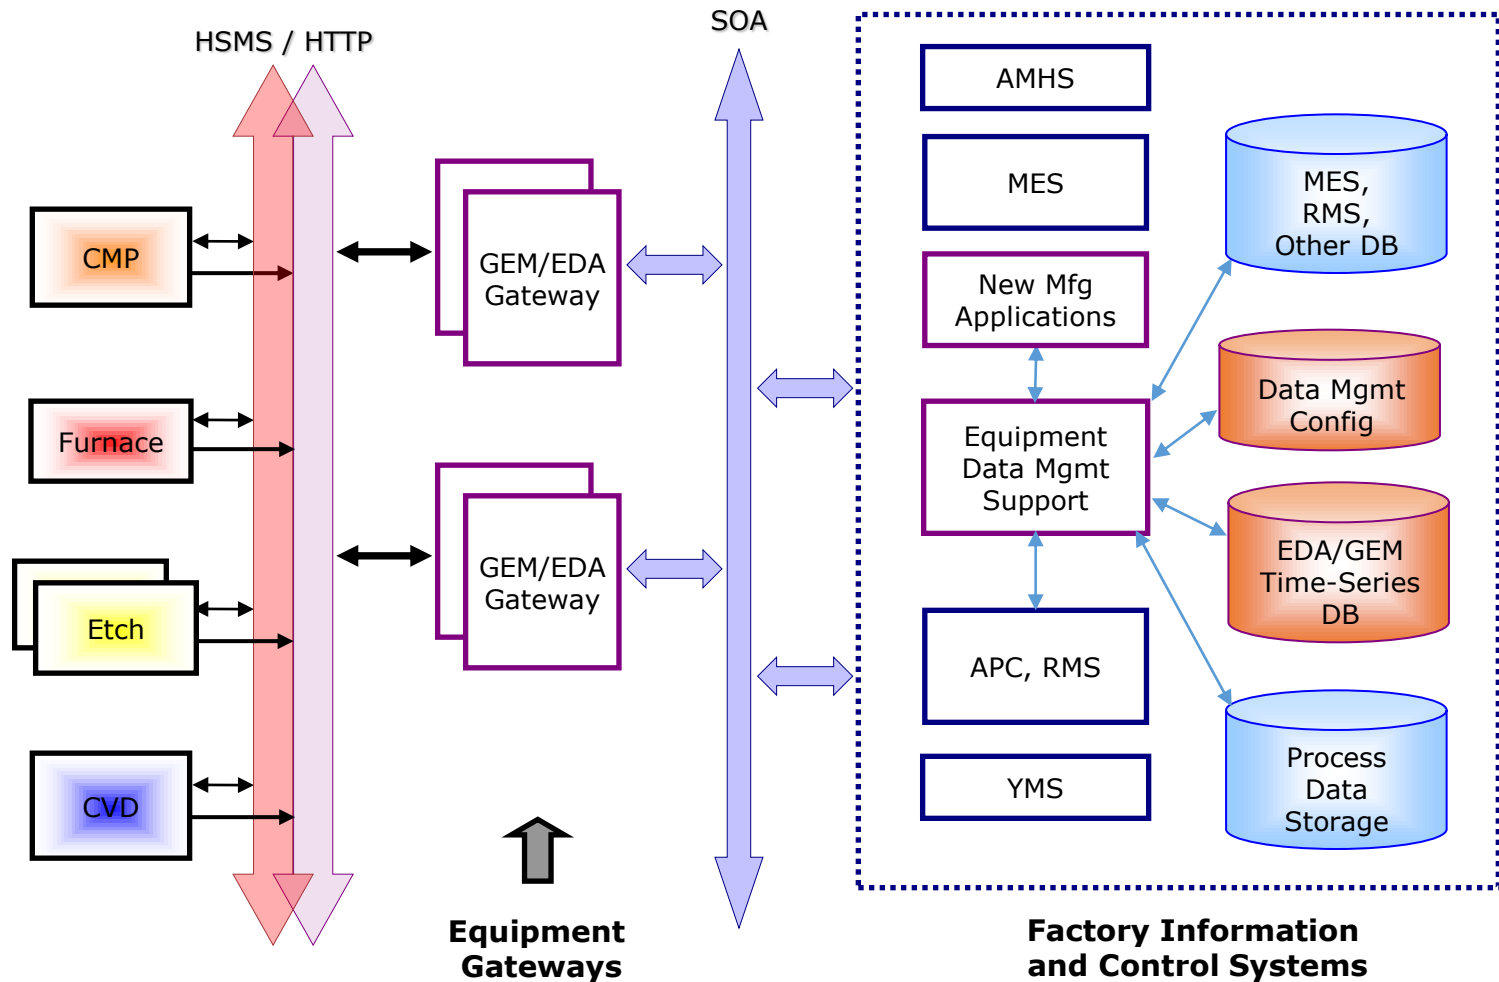 HSMS / HTTP
SOA
CMP
Furnace
Etch
CVD
GEM/EDA
Gateway
GEM/EDA
Gateway
Equipment
Gateways
AMHS
MES
New Mfg
Applications
Equipment
Data Mgmt
Support
APC, RMS
YMS
MES,
RMS,
Other DB
Data Mgmt
Config
EDA/GEM
Time-Series
DB
Process
Data
Storage
Factory Information
and Control Systems